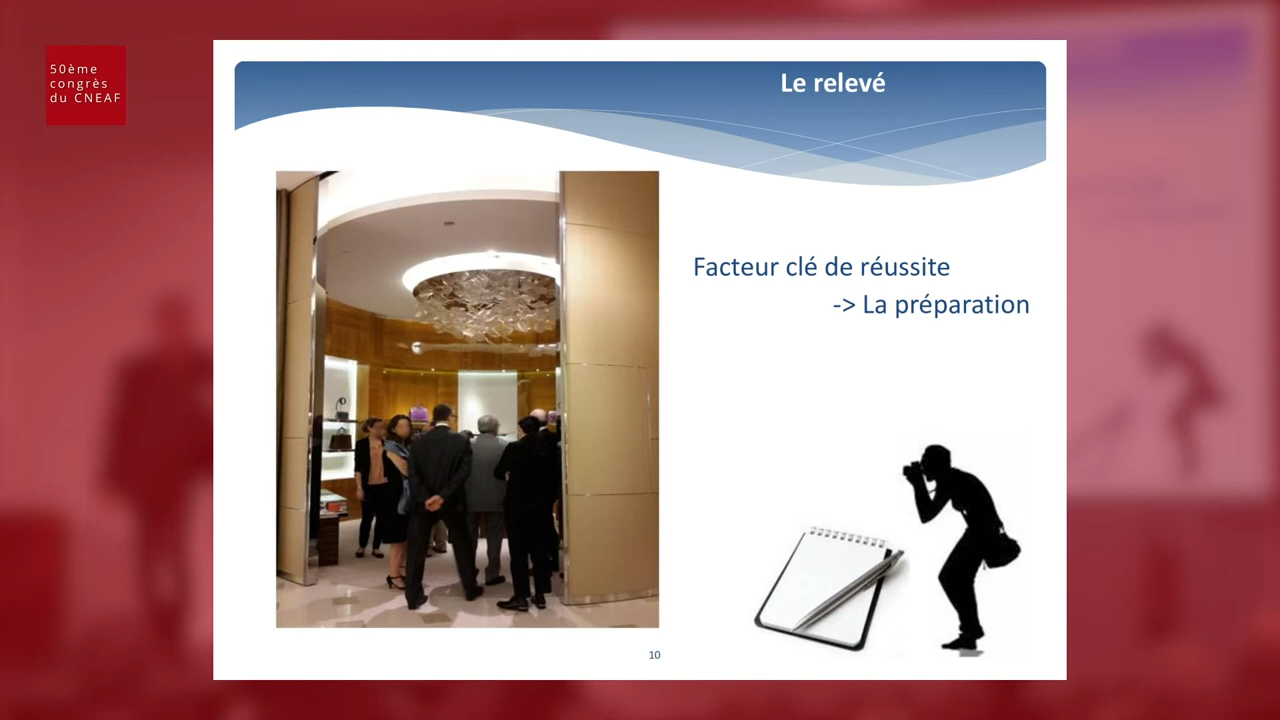 50ème
congrès
du CNEAF
Le relevé
Facteur clé de réussite
-> La préparation
10